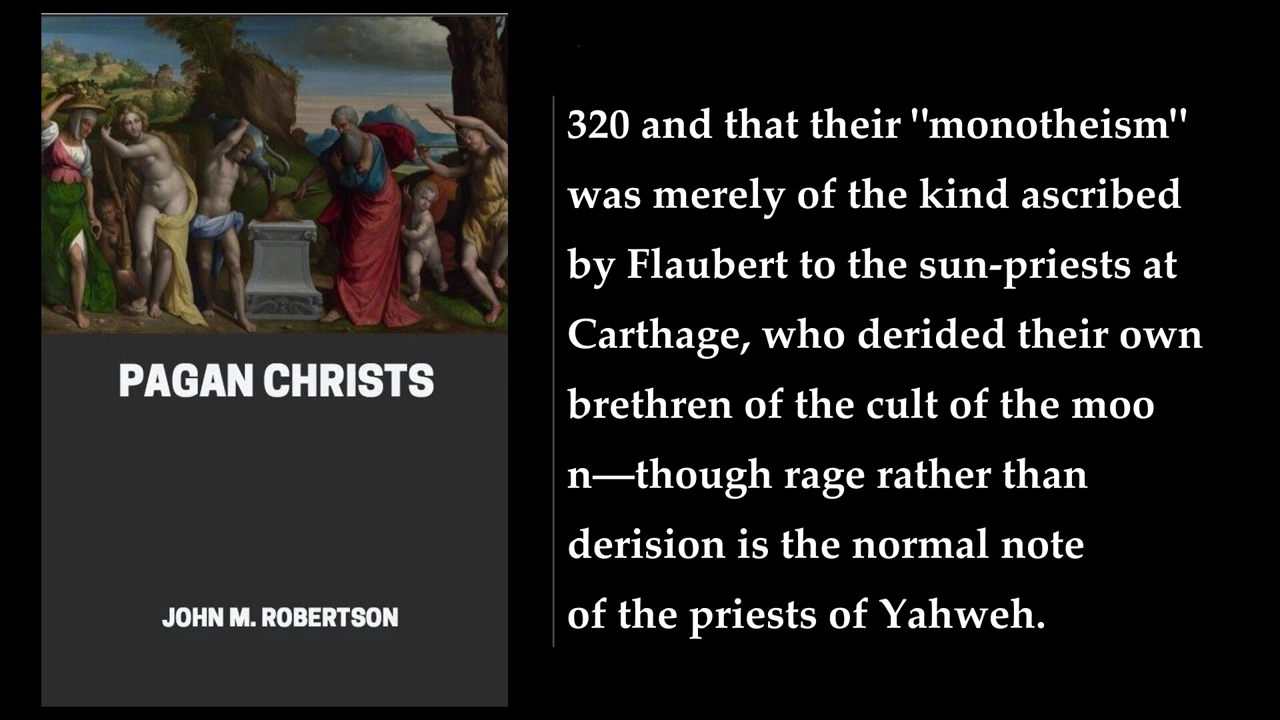 PAGAN CHRISTS
JOHN M. ROBERTSON
320 and that their "monotheism"
was merely of the kind ascribed
by Flaubert to the sun-priests at
Carthage, who derided their own
brethren of the cult of the moo
n—though rage rather than
derision is the normal note
of the priests of Yahweh.